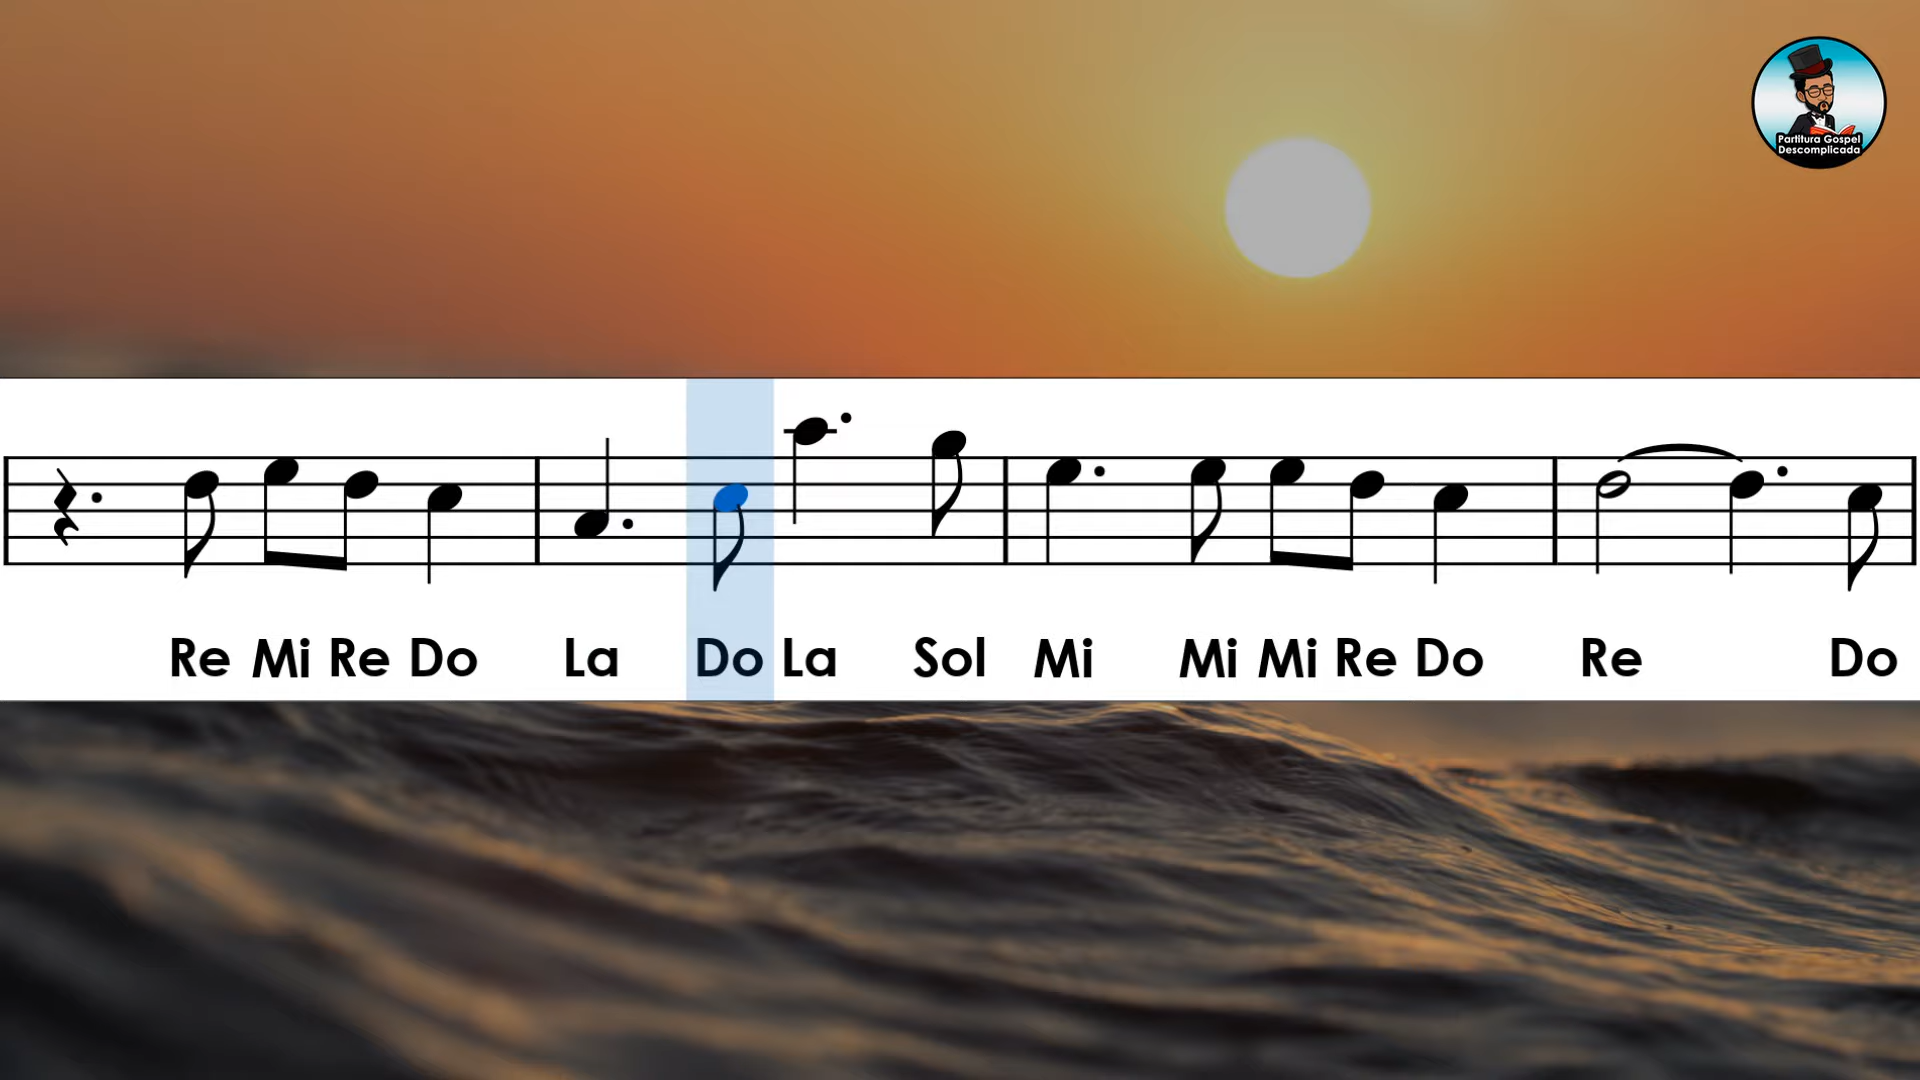 Partitura Gospel
Descomplicada
Re Mi Re Do La Do La Sol Mi Mi Mi Re Do Re Do